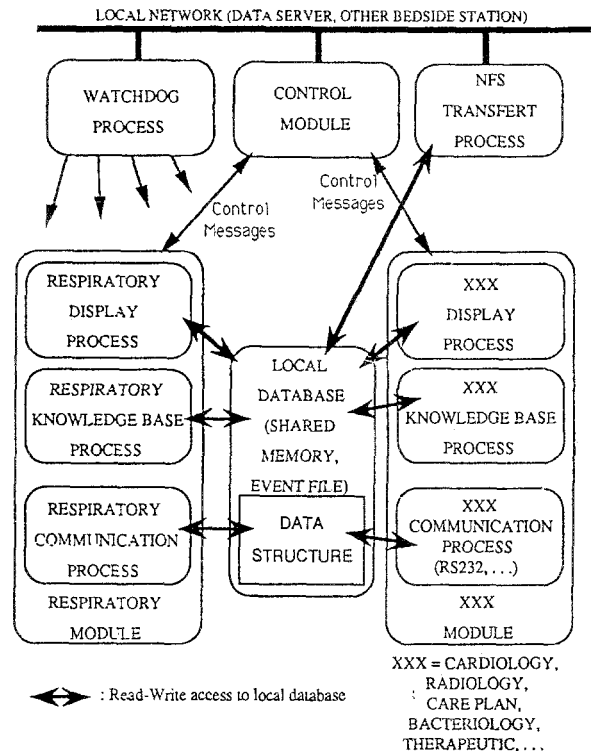 LOCAL NETWORK (DATA SERVER, OTHER BEDSIDE STATION)
WATCHDOG
PROCESS
CONTROL
MODULE
NFS
TRANSFERT
PROCESS
Control
Messages
Control
Messages
RESPIRATORY
DISPLAY
PROCESS
RESPIRATORY
KNOWLEDGE BASE
PROCESS
RESPIRATORY
COMMUNICATION
PROCESS
RESPIRATORY
MODULE
LOCAL
DATABASE
(SHARED
MEMORY,
EVENT FILE)
DATA
STRUCTURE
XXX
DISPLAY
PROCESS
XXX
KNOWLEDGE BASE
PROCESS
XXX
COMMUNICATION
PROCESS
(RS232, ...)
XXX
MODULE
: Read-Write access to local database
XXX = CARDIOLOGY,
RADIOLOGY,
CARE PLAN,
BACTERIOLOGY,
THERAPEUTIC, ...